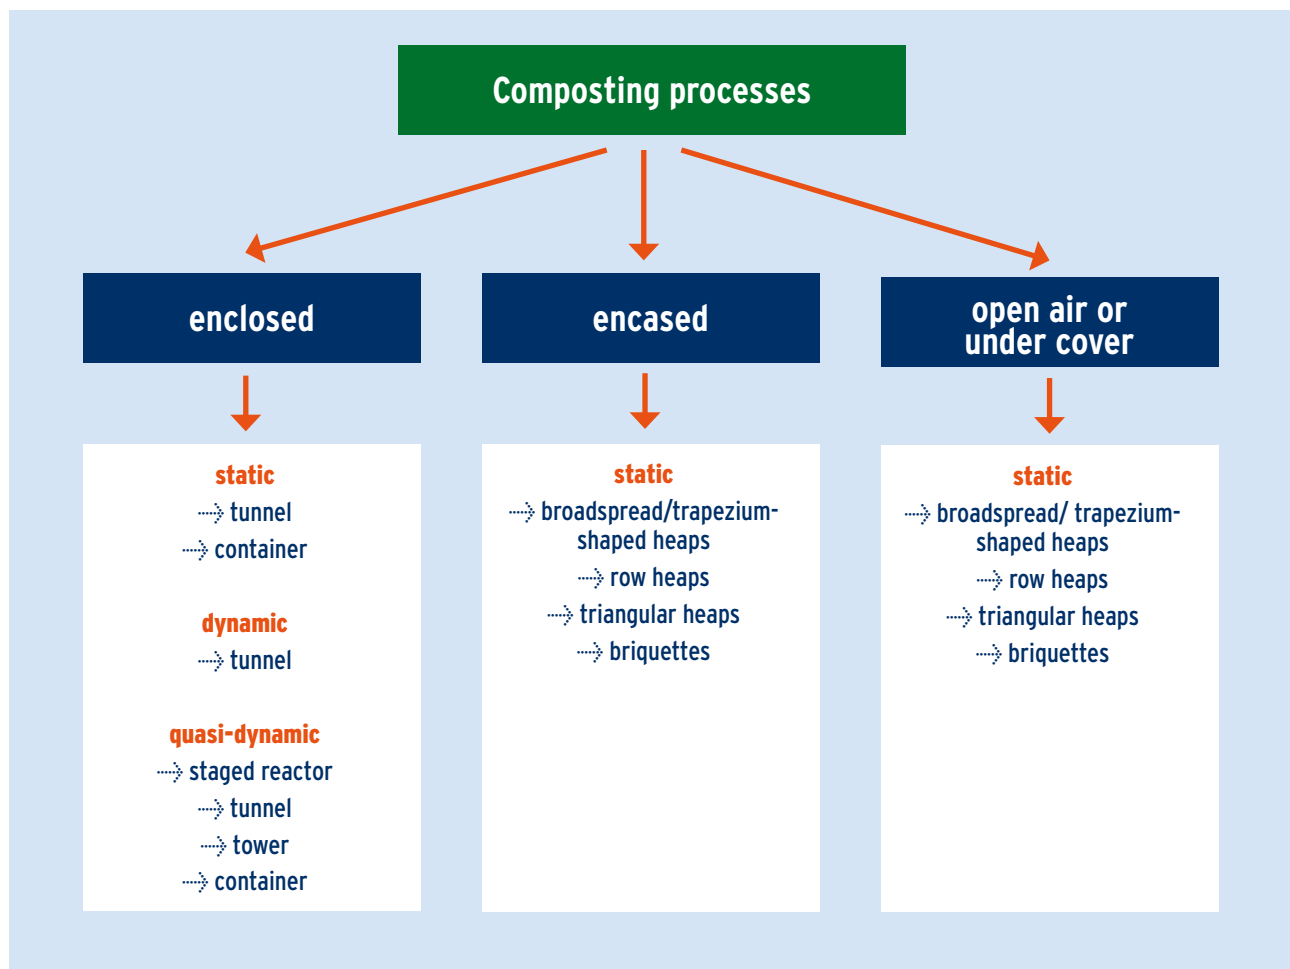 Composting processes
enclosed
encased
open air or
under cover
static
tunnel
container
dynamic
tunnel
quasi-dynamic
staged reactor
tunnel
tower
container
static
broadspread/trapezium-
shaped heaps
row heaps
triangular heaps
briquettes
static
broadspread/ trapezium-
shaped heaps
row heaps
triangular heaps
briquettes